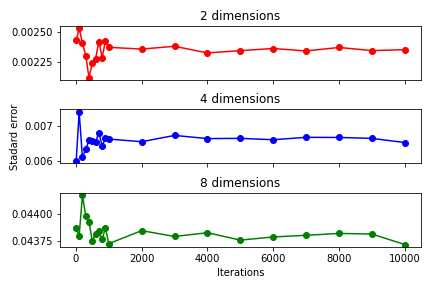 2 dimensions
0.00250
0.00225
4 dimensions
0.007
0.006
Stadard error
8 dimensions
0.04400
0.04375
0 2000 4000 6000 8000 10000
Iterations